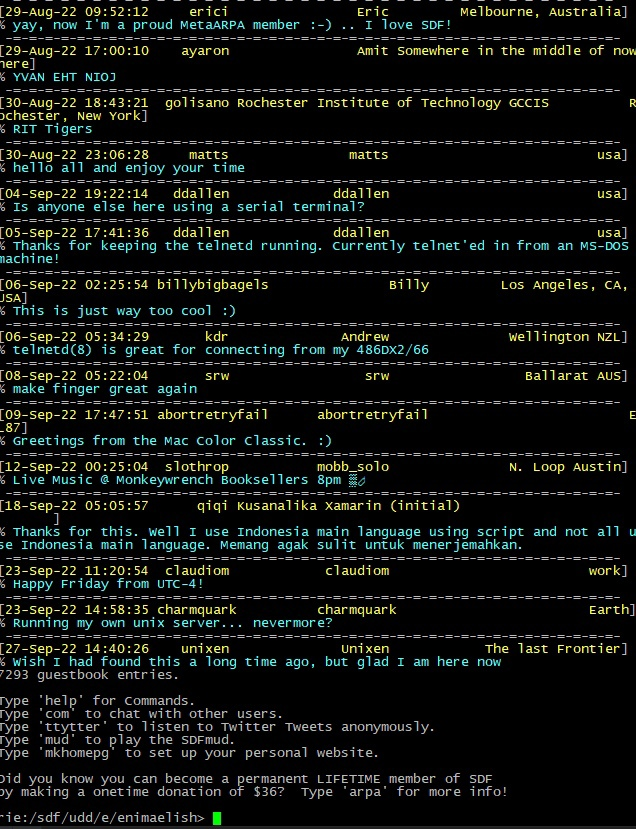 [29-Aug-22 09:52:12 erici Eric Melbourne, Australia]
% yay, now I'm a proud MetaARPA member :-) .. I love SDF!
-=-=-=-=-=-=-=-=-=-=-=-=-=-=-=-=-=-=-=-=-=-=-=-=-=-=-=-=-=-=-=-=-=-=-=-=-=-
[29-Aug-22 17:00:10 ayaron Amit Somewhere in the middle of now
here]
% YVAN EHT NIOJ
-=-=-=-=-=-=-=-=-=-=-=-=-=-=-=-=-=-=-=-=-=-=-=-=-=-=-=-=-=-=-=-=-=-=-=-=-=-
[30-Aug-22 18:43:21 golisano Rochester Institute of Technology GCCIS R
ochester, New York]
% RIT Tigers
-=-=-=-=-=-=-=-=-=-=-=-=-=-=-=-=-=-=-=-=-=-=-=-=-=-=-=-=-=-=-=-=-=-=-=-=-=-
[30-Aug-22 23:06:28 matts matts usa]
% hello all and enjoy your time
-=-=-=-=-=-=-=-=-=-=-=-=-=-=-=-=-=-=-=-=-=-=-=-=-=-=-=-=-=-=-=-=-=-=-=-=-=-
[04-Sep-22 19:22:14 ddallen ddallen usa]
% Is anyone else here using a serial terminal?
-=-=-=-=-=-=-=-=-=-=-=-=-=-=-=-=-=-=-=-=-=-=-=-=-=-=-=-=-=-=-=-=-=-=-=-=-=-
[05-Sep-22 17:41:36 ddallen ddallen usa]
% Thanks for keeping the telnetd running. Currently telnet'ed in from an MS-DOS
machine!
-=-=-=-=-=-=-=-=-=-=-=-=-=-=-=-=-=-=-=-=-=-=-=-=-=-=-=-=-=-=-=-=-=-=-=-=-=-
[06-Sep-22 02:25:54 billybigbagels Billy Los Angeles, CA,
USA]
% This is just way too cool :)
-=-=-=-=-=-=-=-=-=-=-=-=-=-=-=-=-=-=-=-=-=-=-=-=-=-=-=-=-=-=-=-=-=-=-=-=-=-
[06-Sep-22 05:34:29 kdr Andrew Wellington NZL]
% telnetd(8) is great for connecting from my 486DX2/66
-=-=-=-=-=-=-=-=-=-=-=-=-=-=-=-=-=-=-=-=-=-=-=-=-=-=-=-=-=-=-=-=-=-=-=-=-=-
[08-Sep-22 05:22:04 srw srw Ballarat AUS]
% make finger great again
-=-=-=-=-=-=-=-=-=-=-=-=-=-=-=-=-=-=-=-=-=-=-=-=-=-=-=-=-=-=-=-=-=-=-=-=-=-
[09-Sep-22 17:47:51 abortretryfail abortretryfail E
L87]
% Greetings from the Mac Color Classic. :)
-=-=-=-=-=-=-=-=-=-=-=-=-=-=-=-=-=-=-=-=-=-=-=-=-=-=-=-=-=-=-=-=-=-=-=-=-=-
[12-Sep-22 00:25:04 slothrop mobb_solo N. Loop Austin]
% Live Music @ Monkeywrench Booksellers 8pm
-=-=-=-=-=-=-=-=-=-=-=-=-=-=-=-=-=-=-=-=-=-=-=-=-=-=-=-=-=-=-=-=-=-=-=-=-=-
[18-Sep-22 05:05:57 qiqi Kusanalika Xamarin (initial)
]
% Thanks for this. Well I use Indonesia main language using script and not all u
se Indonesia main language. Memang agak sulit untuk menerjemahkan.
-=-=-=-=-=-=-=-=-=-=-=-=-=-=-=-=-=-=-=-=-=-=-=-=-=-=-=-=-=-=-=-=-=-=-=-=-=-
[23-Sep-22 11:20:54 claudiom claudiom work]
% Happy Friday from UTC-4!
-=-=-=-=-=-=-=-=-=-=-=-=-=-=-=-=-=-=-=-=-=-=-=-=-=-=-=-=-=-=-=-=-=-=-=-=-=-
[23-Sep-22 14:58:35 charmquark charmquark Earth]
% Running my own unix server... nevermore?
-=-=-=-=-=-=-=-=-=-=-=-=-=-=-=-=-=-=-=-=-=-=-=-=-=-=-=-=-=-=-=-=-=-=-=-=-=-
[27-Sep-22 14:40:26 unixen Unixen The last Frontier]
% Wish I had found this a long time ago, but glad I am here now
7293 guestbook entries.
Type 'help' for Commands.
Type 'com' to chat with other users.
Type 'ttytter' to listen to Twitter Tweets anonymously.
Type 'mud' to play the SDFmud.
Type 'mkhomepg' to set up your personal website.
Did you know you can become a permanent LIFETIME member of SDF
by making a onetime donation of $36? Type 'arpa' for more info!
rie:/sdf/udd/e/enimaelish>